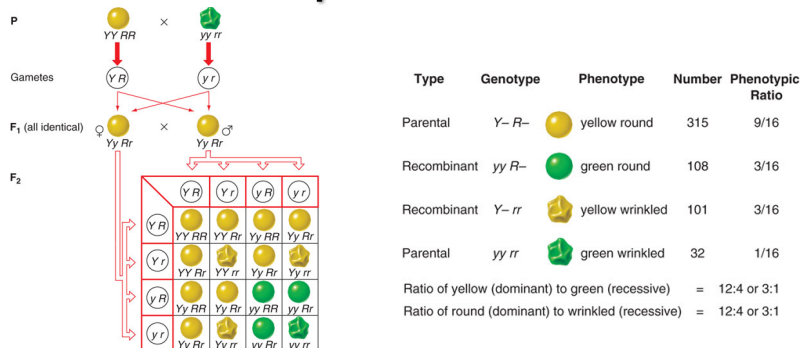 P
×
YY RR yy rr
Gametes
Y R y r
F1 (all identical) ♀ × ♂
Yy Rr Yy Rr
F2
Y R Y r y R y r
Y R
YY RR YY Rr Yy RR Yy Rr
Y r
YY Rr YY rr Yy Rr Yy rr
y R
Yy RR Yy Rr yy RR yy Rr
y r
Yy Rr Yy rr yy Rr yy rr
Type Genotype Phenotype Number Phenotypic
Ratio
Parental Y– R– yellow round 315 9/16
Recombinant yy R– green round 108 3/16
Recombinant Y– rr yellow wrinkled 101 3/16
Parental yy rr green wrinkled 32 1/16
Ratio of yellow (dominant) to green (recessive) = 12:4 or 3:1
Ratio of round (dominant) to wrinkled (recessive) = 12:4 or 3:1